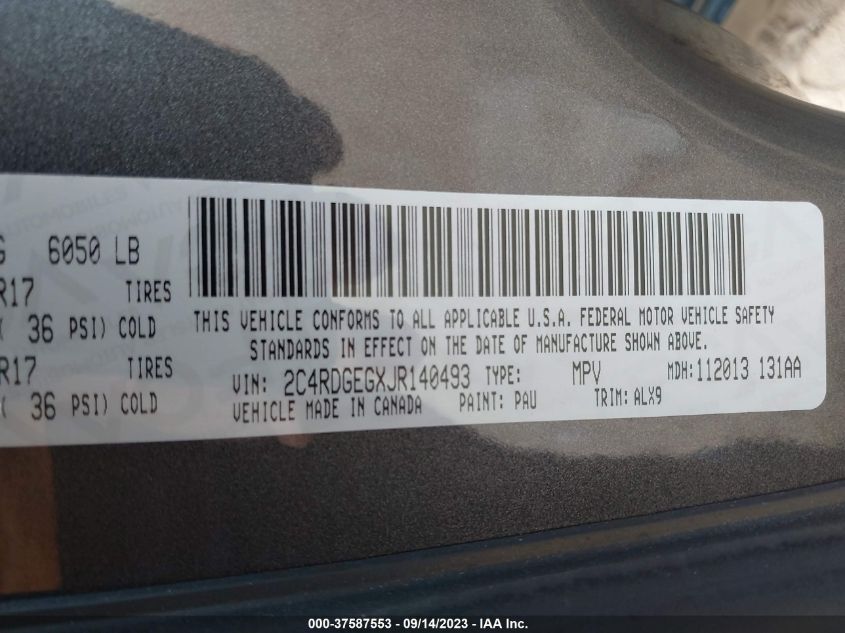 G 6050 LB
R17 TIRES
( 36 PSI) COLD
R17 TIRES
( 36 PSI) COLD
THIS VEHICLE CONFORMS TO ALL APPLICABLE U.S.A. FEDERAL MOTOR VEHICLE SAFETY
STANDARDS IN EFFECT ON THE DATE OF MANUFACTURE SHOWN ABOVE.
VIN: 2C4RDGEGXJR140493 TYPE: MPV MDH: 112013 131AA
VEHICLE MADE IN CANADA PAINT: PAU TRIM: ALX9
000-37587553 - 09/14/2023 - IAA Inc.